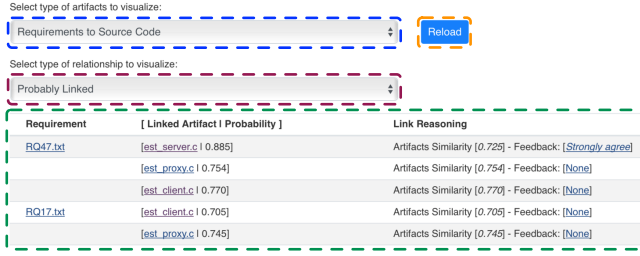 Select type of artifacts to visualize:
Requirements to Source Code
Reload
Select type of relationship to visualize:
Probably Linked
Requirement [ Linked Artifact | Probability ] Link Reasoning
RQ47.txt [est_server.c | 0.885] Artifacts Similarity [0.725] - Feedback: [Strongly agree]
[est_proxy.c | 0.754] Artifacts Similarity [0.754] - Feedback: [None]
[est_client.c | 0.770] Artifacts Similarity [0.770] - Feedback: [None]
RQ17.txt [est_client.c | 0.705] Artifacts Similarity [0.705] - Feedback: [None]
[est_proxy.c | 0.745] Artifacts Similarity [0.745] - Feedback: [None]